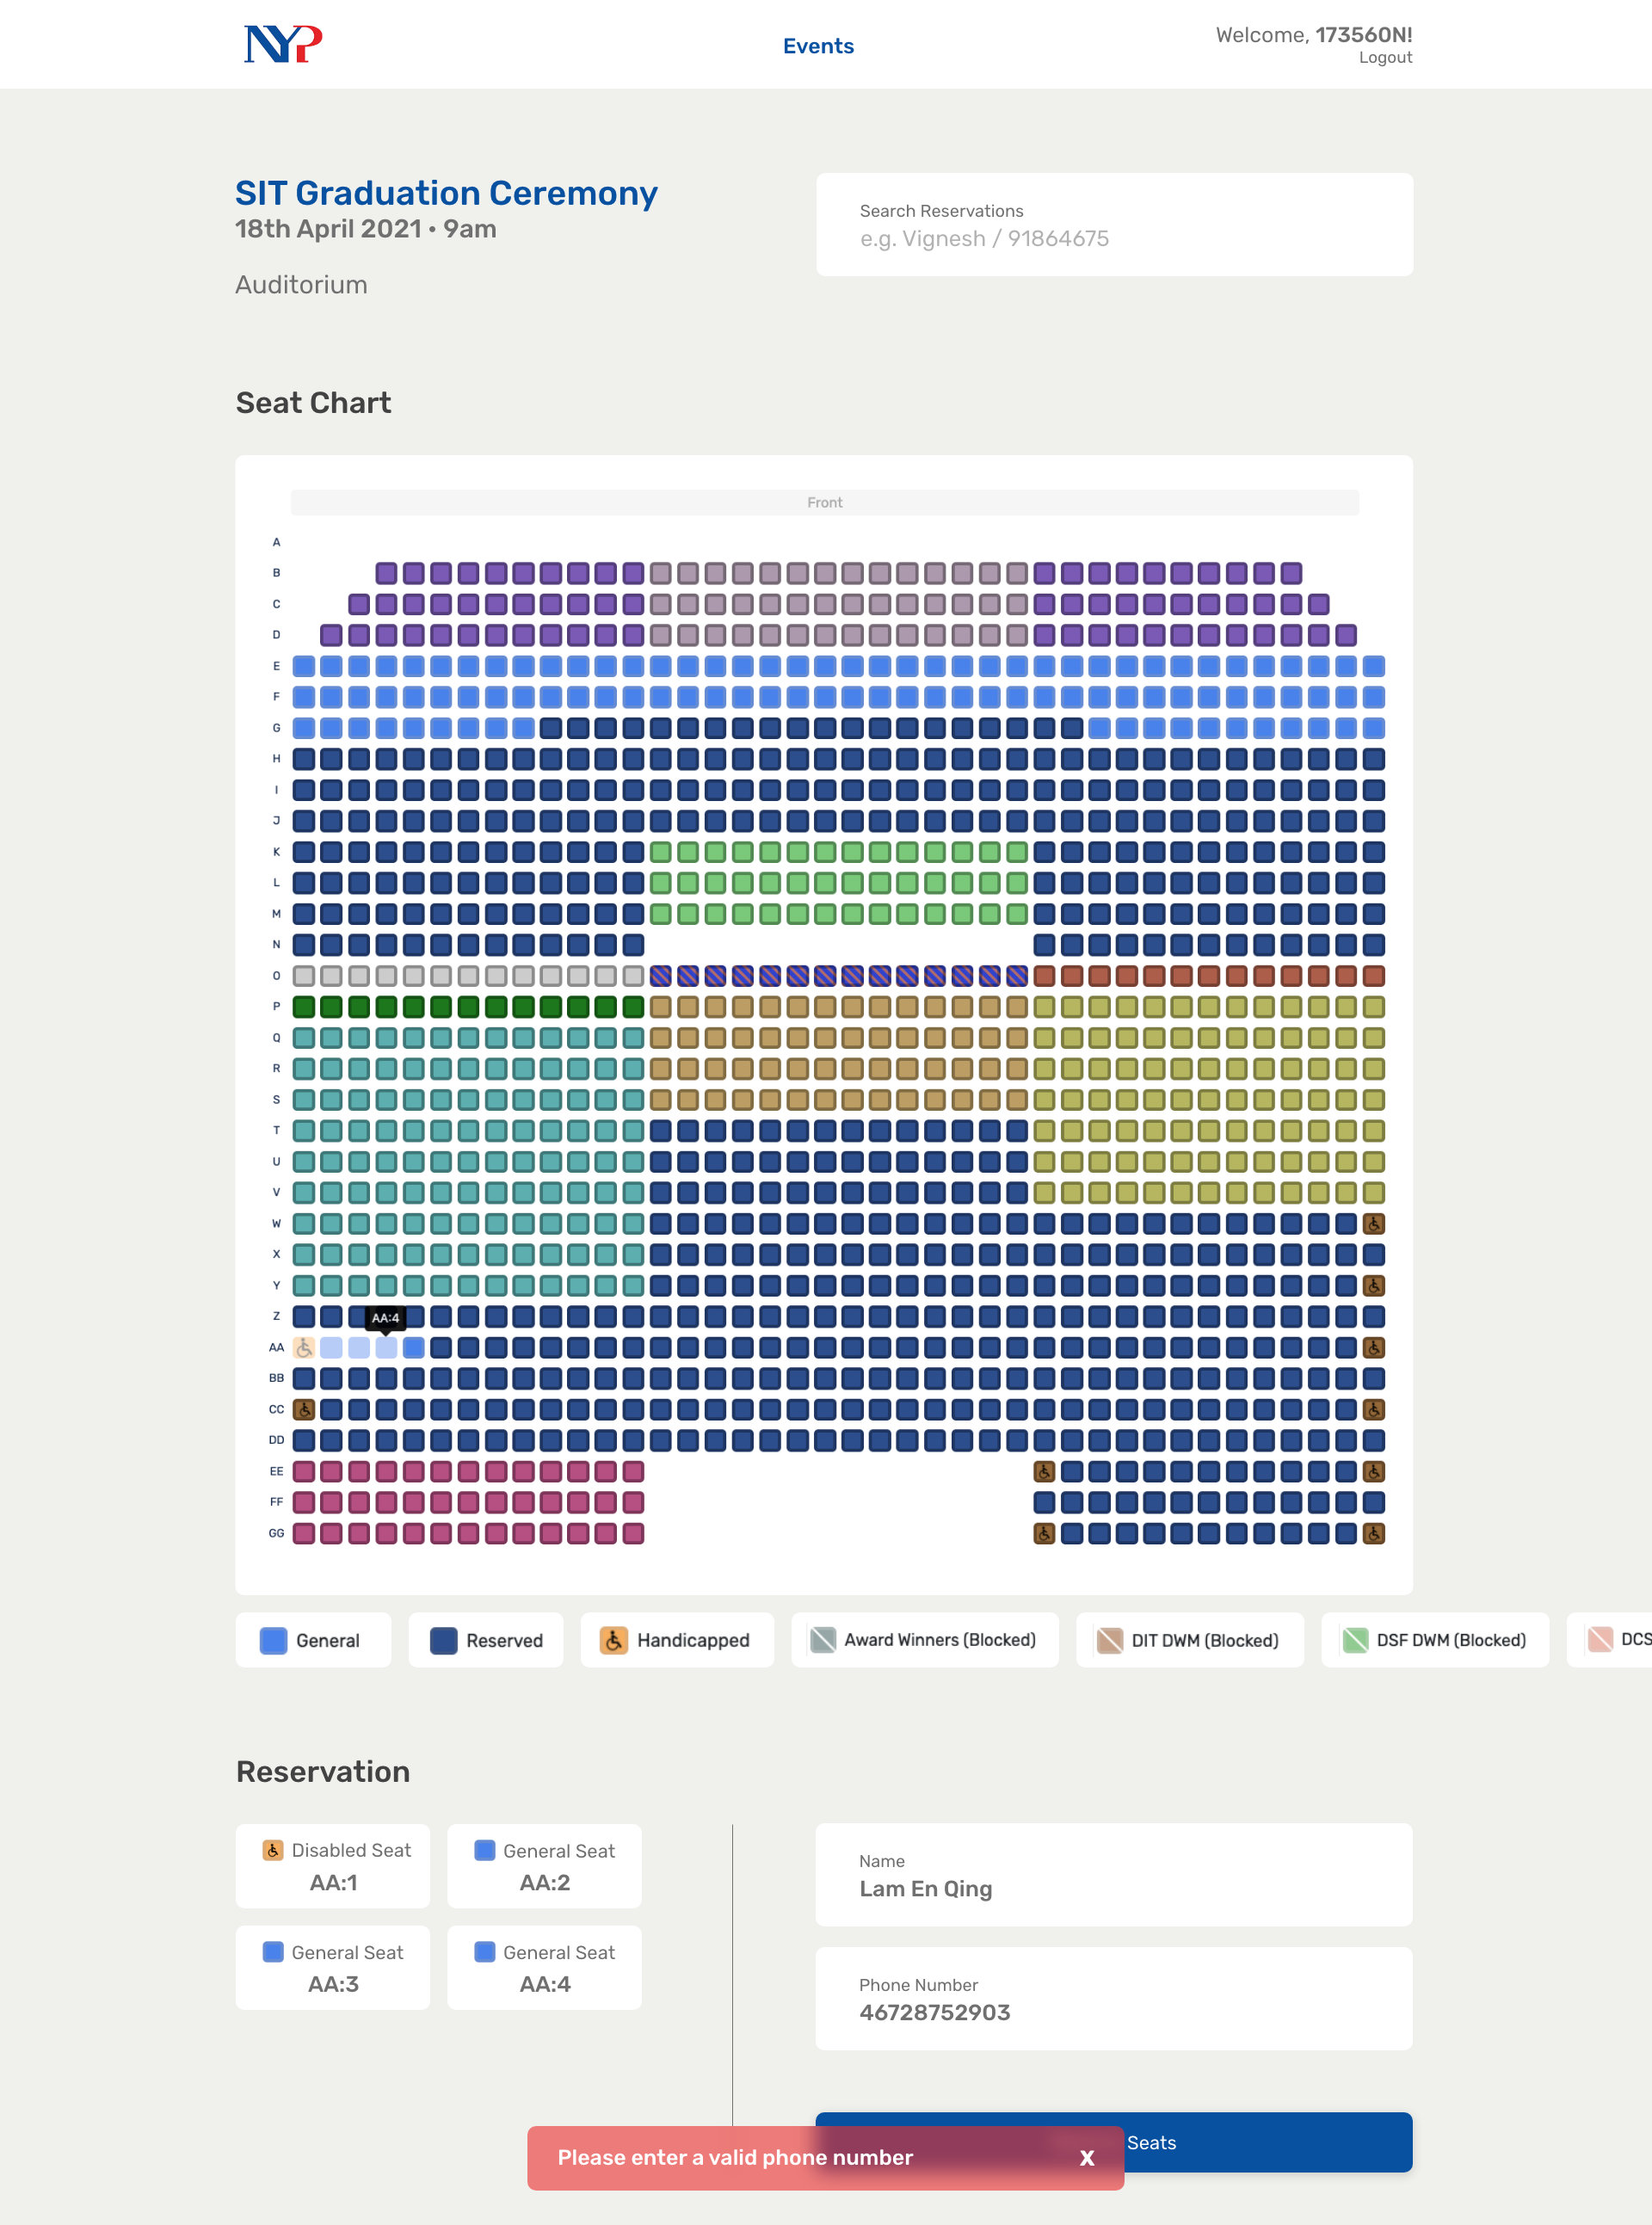 NYP
Events
Welcome, 173560N!
Logout
SIT Graduation Ceremony
18th April 2021 • 9am
Auditorium
Search Reservations
e.g. Vignesh / 91864675
Seat Chart
Front
A
B
C
D
E
F
G
H
I
J
K
L
M
N
O
P
Q
R
S
T
U
V
W
X
Y
Z
AA:4
AA
BB
CC
DD
EE
FF
GG
General
Reserved
Handicapped
Award Winners (Blocked)
DIT DWM (Blocked)
DSF DWM (Blocked)
DCS
Reservation
Disabled Seat
AA:1
General Seat
AA:2
General Seat
AA:3
General Seat
AA:4
Name
Lam En Qing
Phone Number
46728752903
Seats
Please enter a valid phone number
X